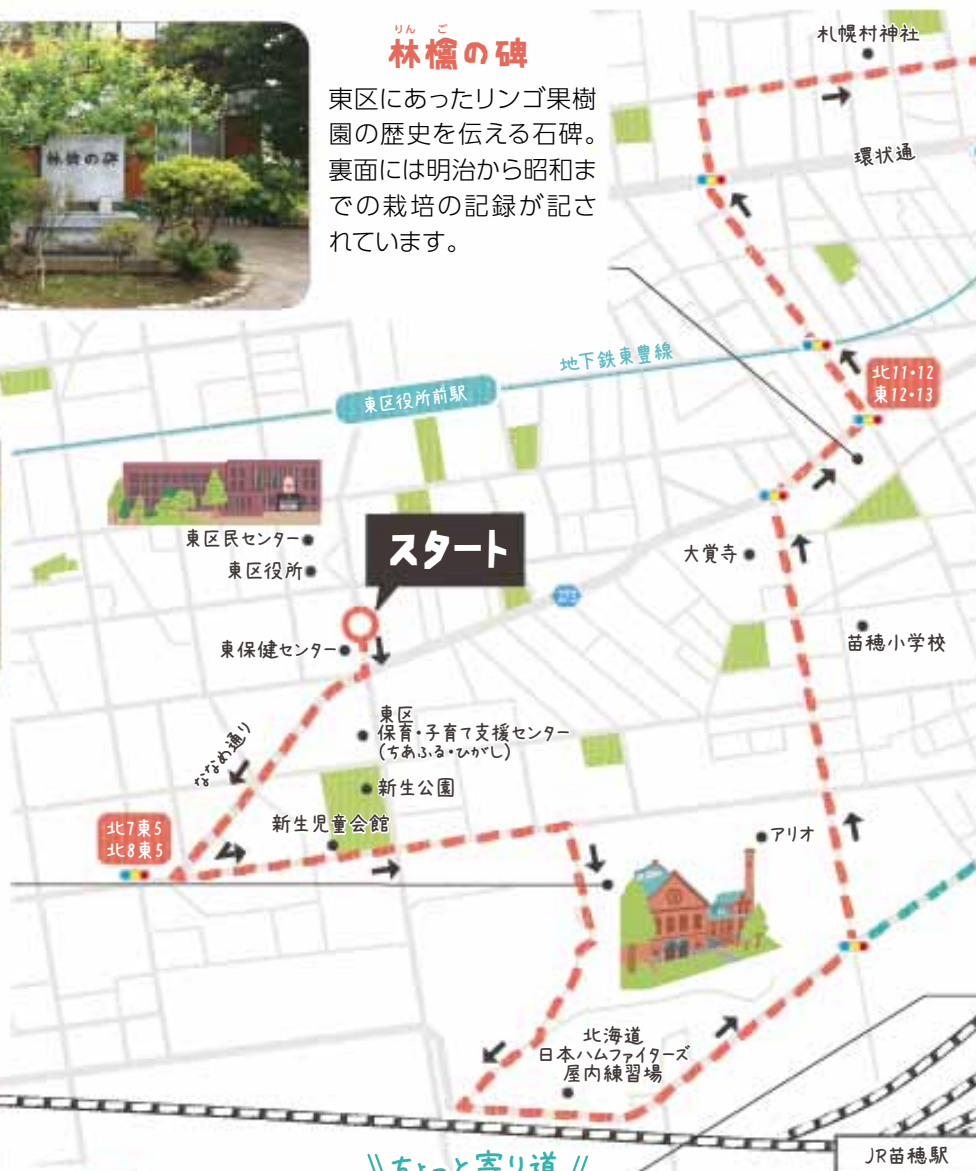 りんご
林檎の碑
東区にあったリンゴ果樹
園の歴史を伝える石碑。
裏面には明治から昭和ま
での栽培の記録が記さ
れています。
林檎の碑
札幌村神社
環状通
地下鉄東豊線
東区役所前駅
北11・12
東12・13
東区民センター
東区役所
スタート
大覚寺
273
東保健センター
苗穂小学校
東区
保育・子育て支援センター
(ちあふる・ひがし)
ななめ通り
新生公園
新生児童会館
北7東5
北8東5
アリオ
北海道
日本ハムファイターズ
屋内練習場
JR苗穂駅
\\ ちょっと寄り道 //